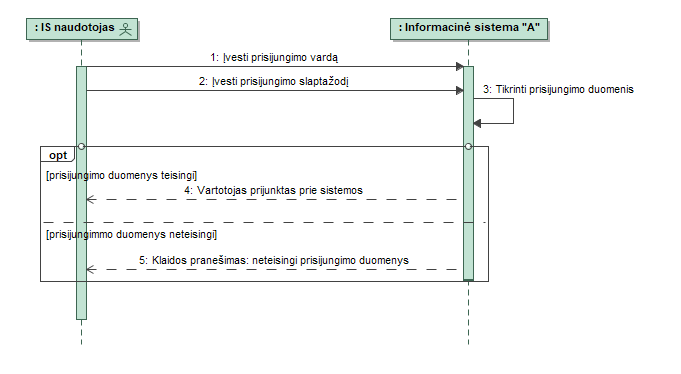 : IS naudotojas
: Informacinė sistema "A"
1: Įvesti prisijungimo vardą
2: Įvesti prisijungimo slaptažodį
3: Tikrinti prisijungimo duomenis
opt
[prisijungimo duomenys teisingi]
4: Vartotojas prijunktas prie sistemos
[prisijungimmo duomenys neteisingi]
5: Klaidos pranešimas: neteisingi prisijungimo duomenys